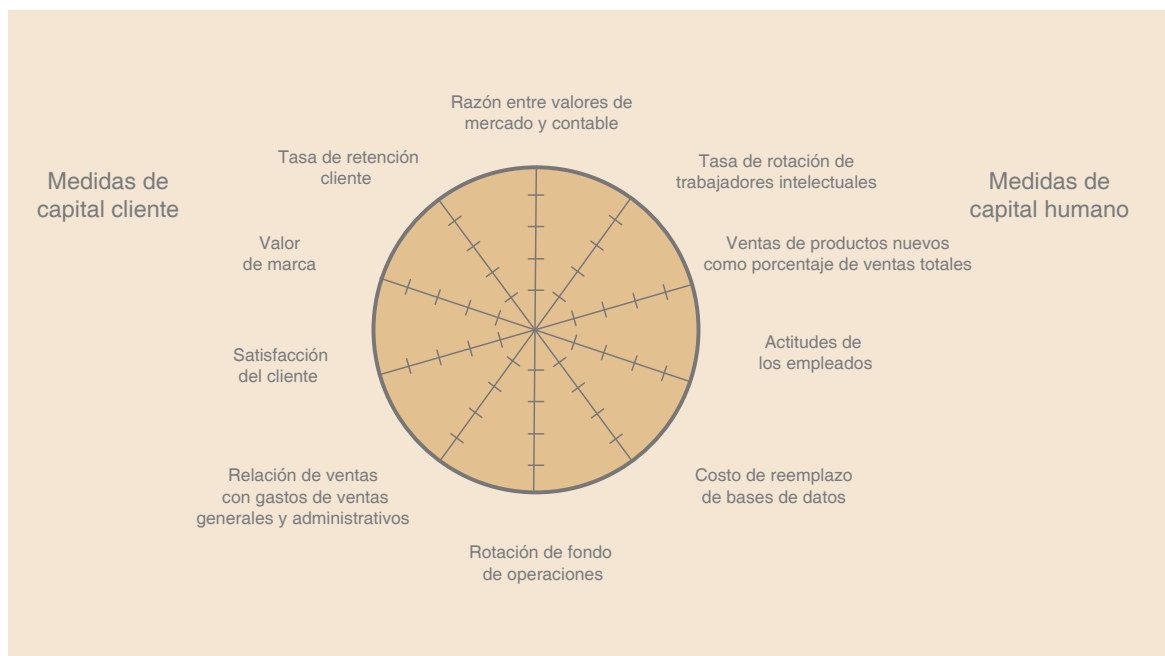 Razón entre valores de
mercado y contable
Tasa de retención
cliente
Tasa de rotación de
trabajadores intelectuales
Medidas de
capital cliente
Medidas de
capital humano
Valor
de marca
Ventas de productos nuevos
como porcentaje de ventas totales
Satisfacción
del cliente
Actitudes de
los empleados
Relación de ventas
con gastos de ventas
generales y administrativos
Costo de reemplazo
de bases de datos
Rotación de fondo
de operaciones